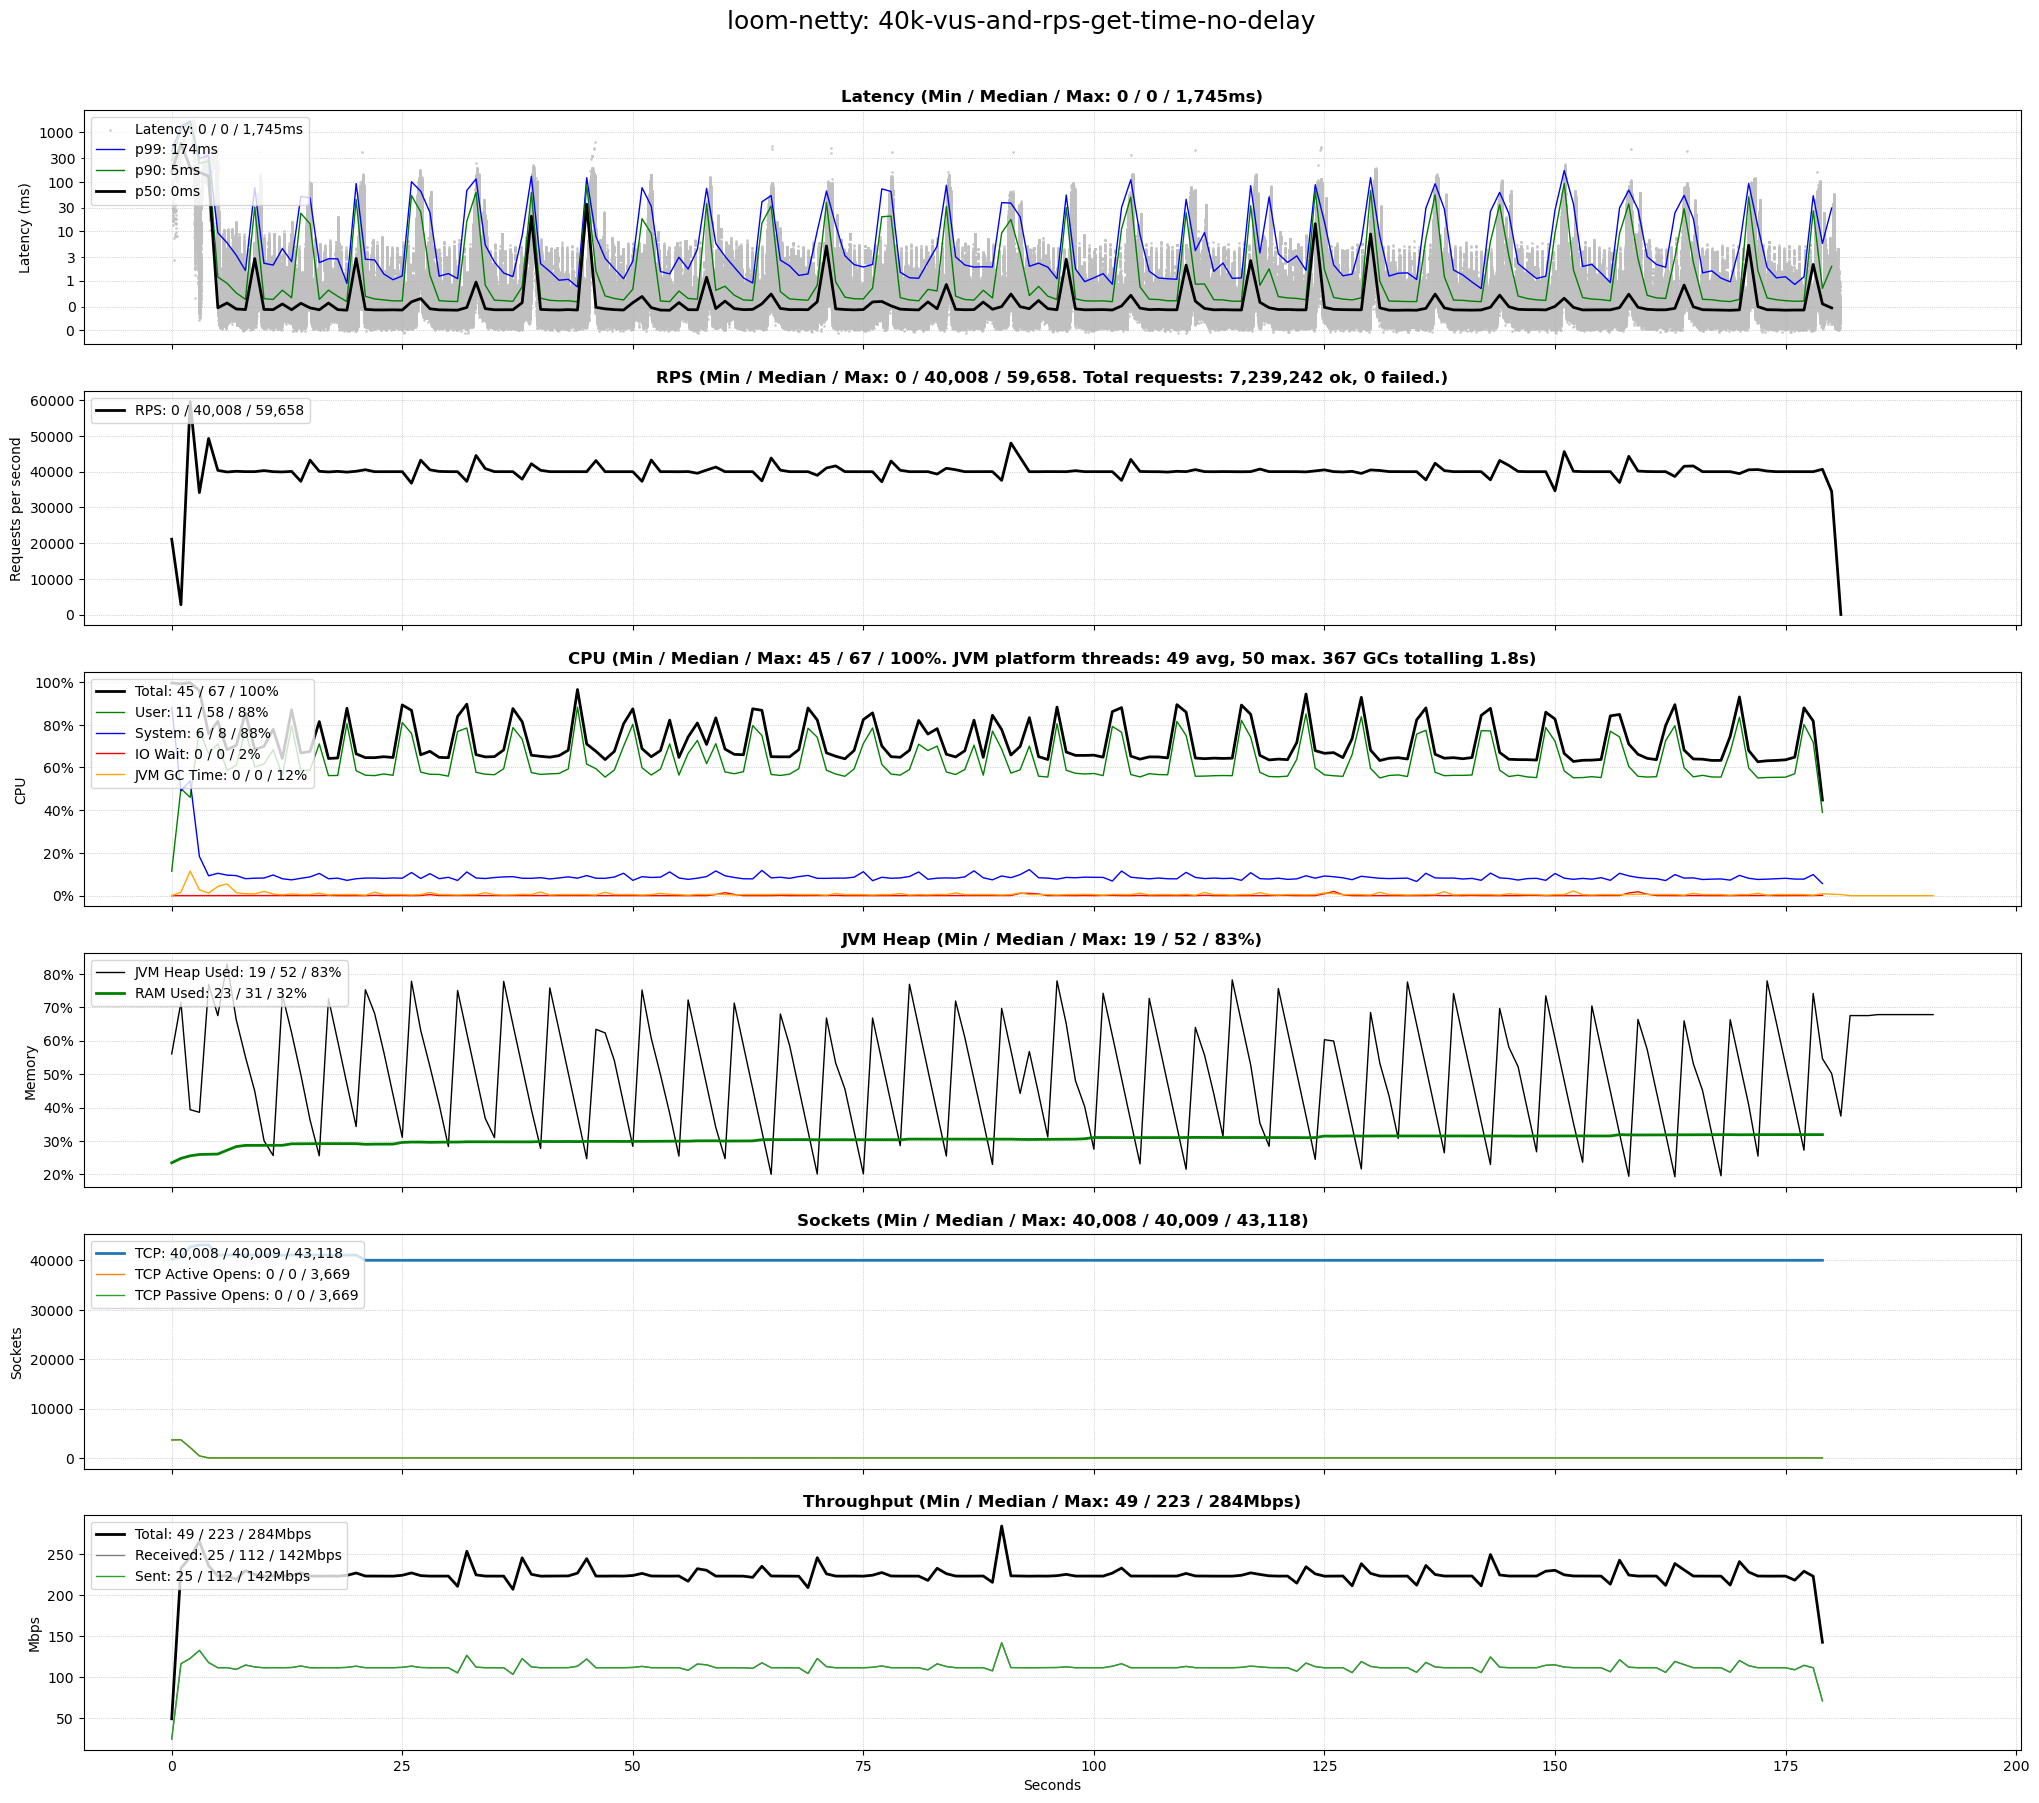 loom-netty: 40k-vus-and-rps-get-time-no-delay
Latency (Min / Median / Max: 0 / 0 / 1,745ms)
Latency (ms)
1000
300
100
30
10
3
1
0
0
Latency: 0 / 0 / 1,745ms
p99: 174ms
p90: 5ms
p50: 0ms
RPS (Min / Median / Max: 0 / 40,008 / 59,658. Total requests: 7,239,242 ok, 0 failed.)
Requests per second
60000
50000
40000
30000
20000
10000
0
RPS: 0 / 40,008 / 59,658
CPU (Min / Median / Max: 45 / 67 / 100%. JVM platform threads: 49 avg, 50 max. 367 GCs totalling 1.8s)
CPU
100%
80%
60%
40%
20%
0%
Total: 45 / 67 / 100%
User: 11 / 58 / 88%
System: 6 / 8 / 88%
IO Wait: 0 / 0 / 2%
JVM GC Time: 0 / 0 / 12%
JVM Heap (Min / Median / Max: 19 / 52 / 83%)
Memory
80%
70%
60%
50%
40%
30%
20%
JVM Heap Used: 19 / 52 / 83%
RAM Used: 23 / 31 / 32%
Sockets (Min / Median / Max: 40,008 / 40,009 / 43,118)
Sockets
40000
30000
20000
10000
0
TCP: 40,008 / 40,009 / 43,118
TCP Active Opens: 0 / 0 / 3,669
TCP Passive Opens: 0 / 0 / 3,669
Throughput (Min / Median / Max: 49 / 223 / 284Mbps)
Mbps
250
200
150
100
50
Total: 49 / 223 / 284Mbps
Received: 25 / 112 / 142Mbps
Sent: 25 / 112 / 142Mbps
0 25 50 75 100 125 150 175 200
Seconds